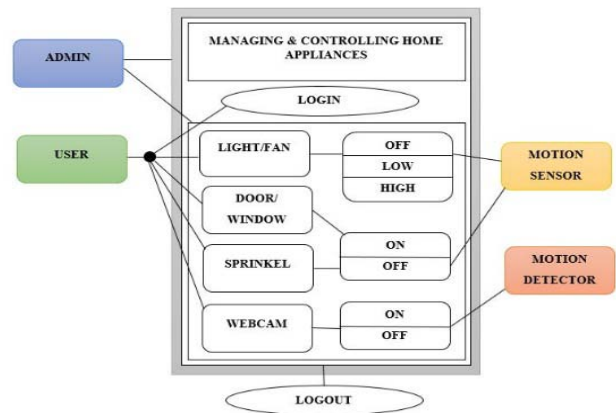 MANAGING & CONTROLLING HOME
APPLIANCES
ADMIN
LOGIN
USER
LIGHT/FAN
OFF
LOW
HIGH
MOTION
SENSOR
DOOR/
WINDOW
ON
OFF
SPRINKEL
MOTION
DETECTOR
WEBCAM
ON
OFF
LOGOUT